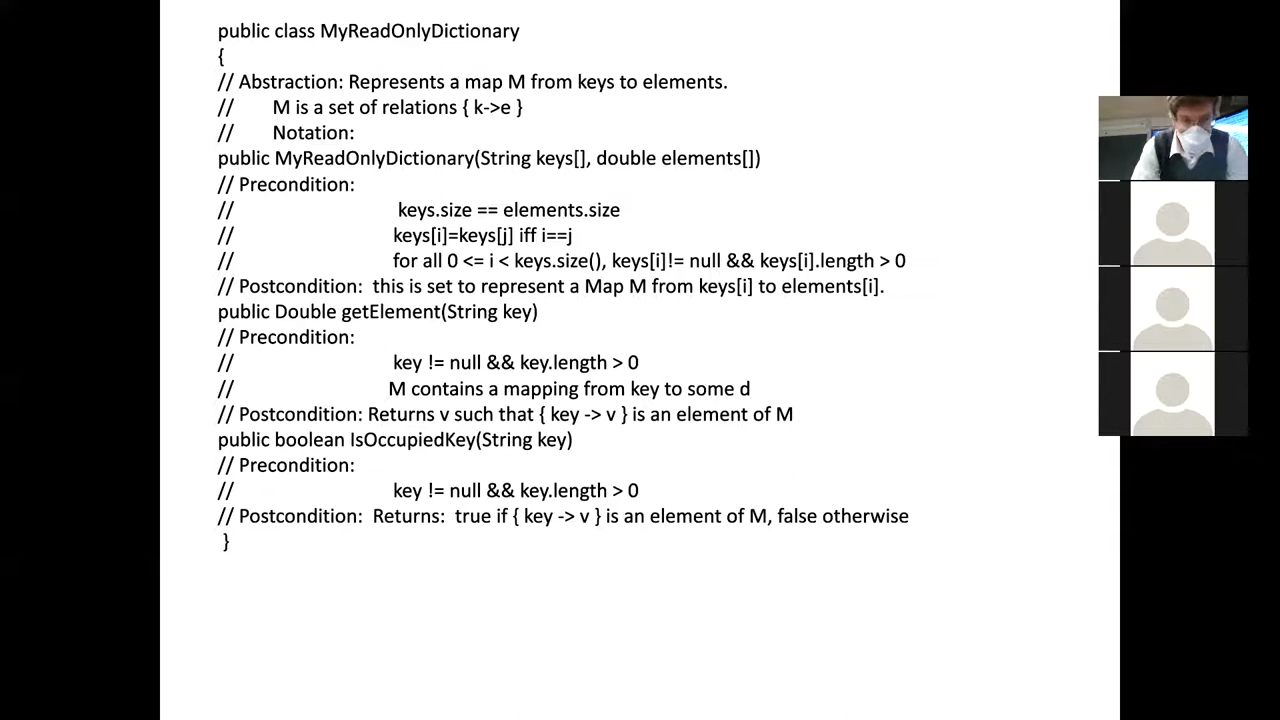 public class MyReadOnlyDictionary
{
// Abstraction: Represents a map M from keys to elements.
// M is a set of relations { k->e }
// Notation:
public MyReadOnlyDictionary(String keys[], double elements[])
// Precondition:
// keys.size == elements.size
// keys[i]=keys[j] iff i==j
// for all 0 <= i < keys.size(), keys[i]!= null && keys[i].length > 0
// Postcondition: this is set to represent a Map M from keys[i] to elements[i].
public Double getElement(String key)
// Precondition:
// key != null && key.length > 0
// M contains a mapping from key to some d
// Postcondition: Returns v such that { key -> v } is an element of M
public boolean IsOccupiedKey(String key)
// Precondition:
// key != null && key.length > 0
// Postcondition: Returns: true if { key -> v } is an element of M, false otherwise
}